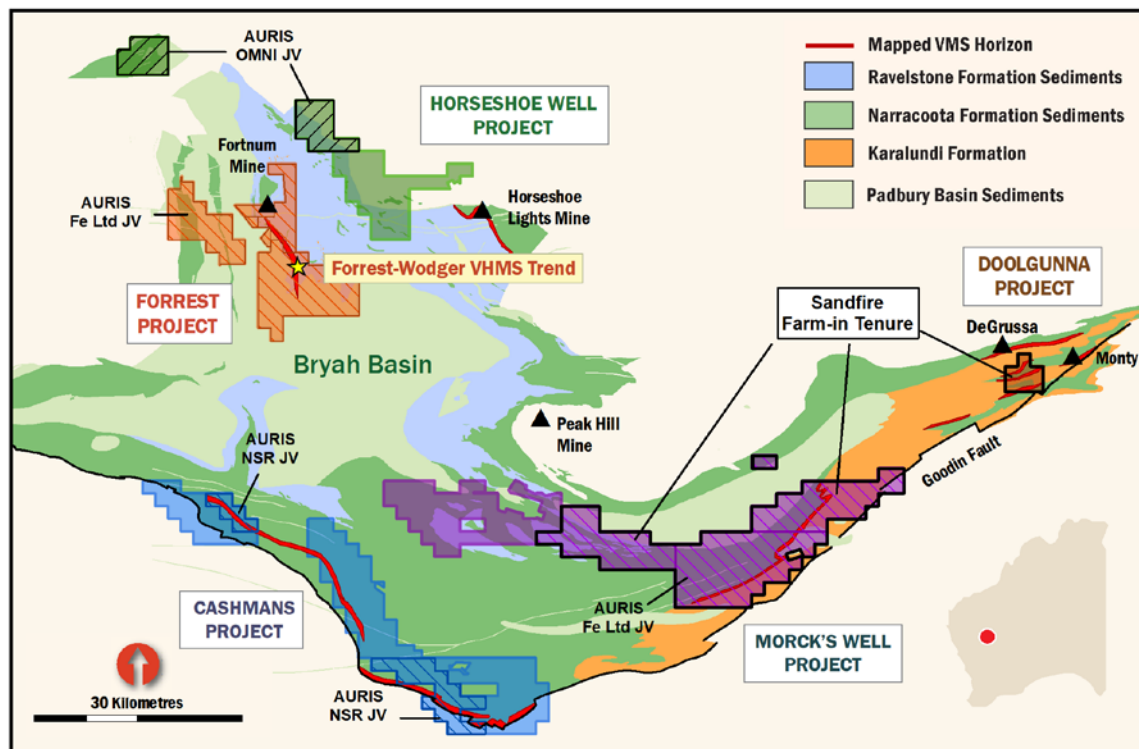 AURIS
OMNI JV
HORSESHOE WELL
PROJECT
Mapped VMS Horizon
Ravelstone Formation Sediments
Narracoota Formation Sediments
Karalundi Formation
Padbury Basin Sediments
Fortnum
Mine
AURIS
Fe Ltd JV
Horseshoe
Lights Mine
Forrest-Wodger VHMS Trend
FORREST
PROJECT
Bryah Basin
Sandfire
Farm-in Tenure
DOOLGUNNA
PROJECT
DeGrussa
Monty
Peak Hill
Mine
Goodin Fault
AURIS
NSR JV
CASHMANS
PROJECT
AURIS
Fe Ltd JV
MORCK'S WELL
PROJECT
AURIS
NSR JV
30 Kilometres